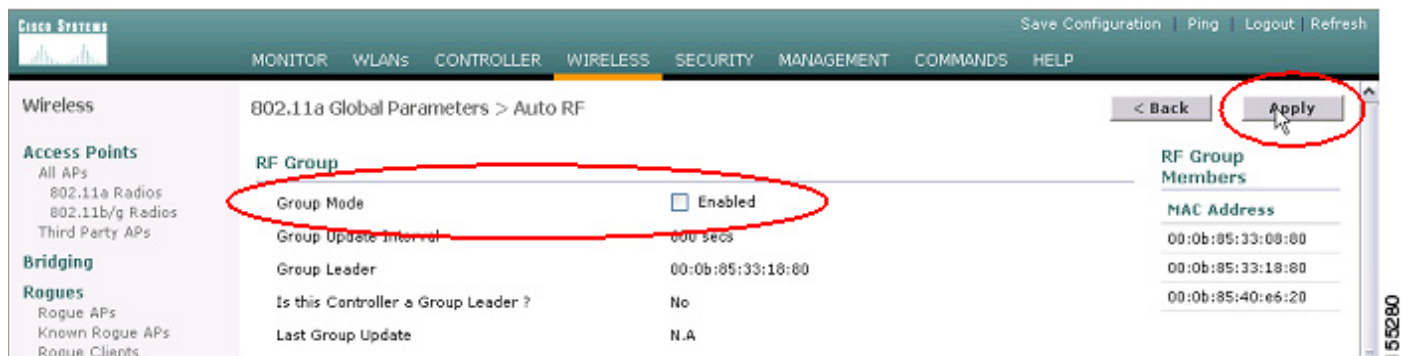 CISCO SYSTEMS
Save Configuration | Ping | Logout | Refresh
MONITOR WLANs CONTROLLER WIRELESS SECURITY MANAGEMENT COMMANDS HELP
Wireless
Access Points
All APs
802.11a Radios
802.11b/g Radios
Third Party APs
Bridging
Rogues
Rogue APs
Known Rogue APs
Rogue Clients
802.11a Global Parameters > Auto RF
< Back
Apply
RF Group
Group Mode Enabled
Group Update Interval 600 secs
Group Leader 00:0b:85:33:18:80
Is this Controller a Group Leader ? No
Last Group Update N.A
RF Group
Members
MAC Address
00:0b:85:33:08:80
00:0b:85:33:18:80
00:0b:85:40:e6:20
155280